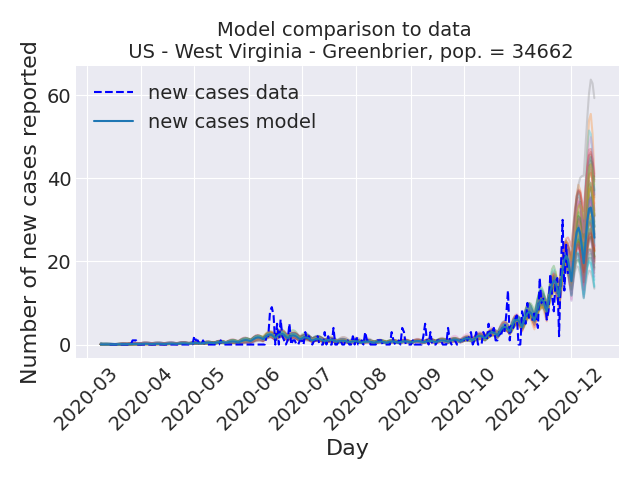 Model comparison to data
US - West Virginia - Greenbrier, pop. = 34662
Number of new cases reported
60
40
20
0
new cases data
new cases model
2020-03
2020-04
2020-05
2020-06
2020-07
2020-08
2020-09
2020-10
2020-11
2020-12
Day